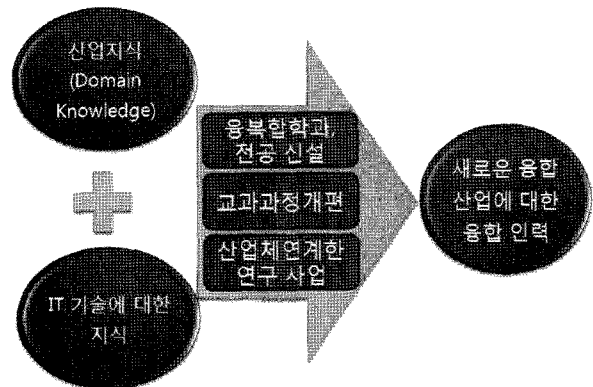 산업지식
(Domain
Knowledge)
IT 기술에 대한
지식
융복합학과,
전공 신설
교과과정개편
산업체연계한
연구 사업
새로운 융합
산업에 대한
융합 인력